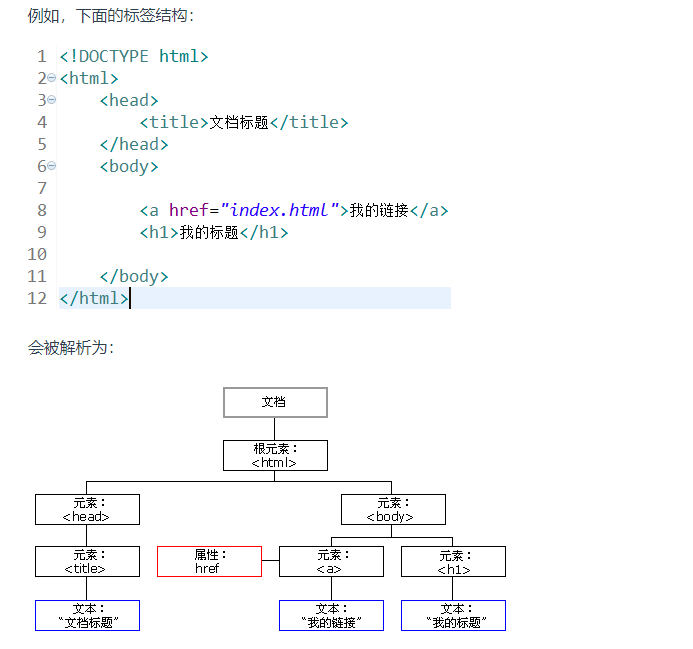 例如，下面的标签结构：
1 <!DOCTYPE html>
2 <html>
3 <head>
4 <title>文档标题</title>
5 </head>
6 <body>
7
8 <a href="index.html">我的链接</a>
9 <h1>我的标题</h1>
10
11 </body>
12 </html>
会被解析为：
文档
根元素：
<html>
元素：
<head>
元素：
<body>
元素：
<title>
属性：
href
元素：
<a>
元素：
<h1>
文本：
“文档标题”
文本：
“我的链接”
文本：
“我的标题”